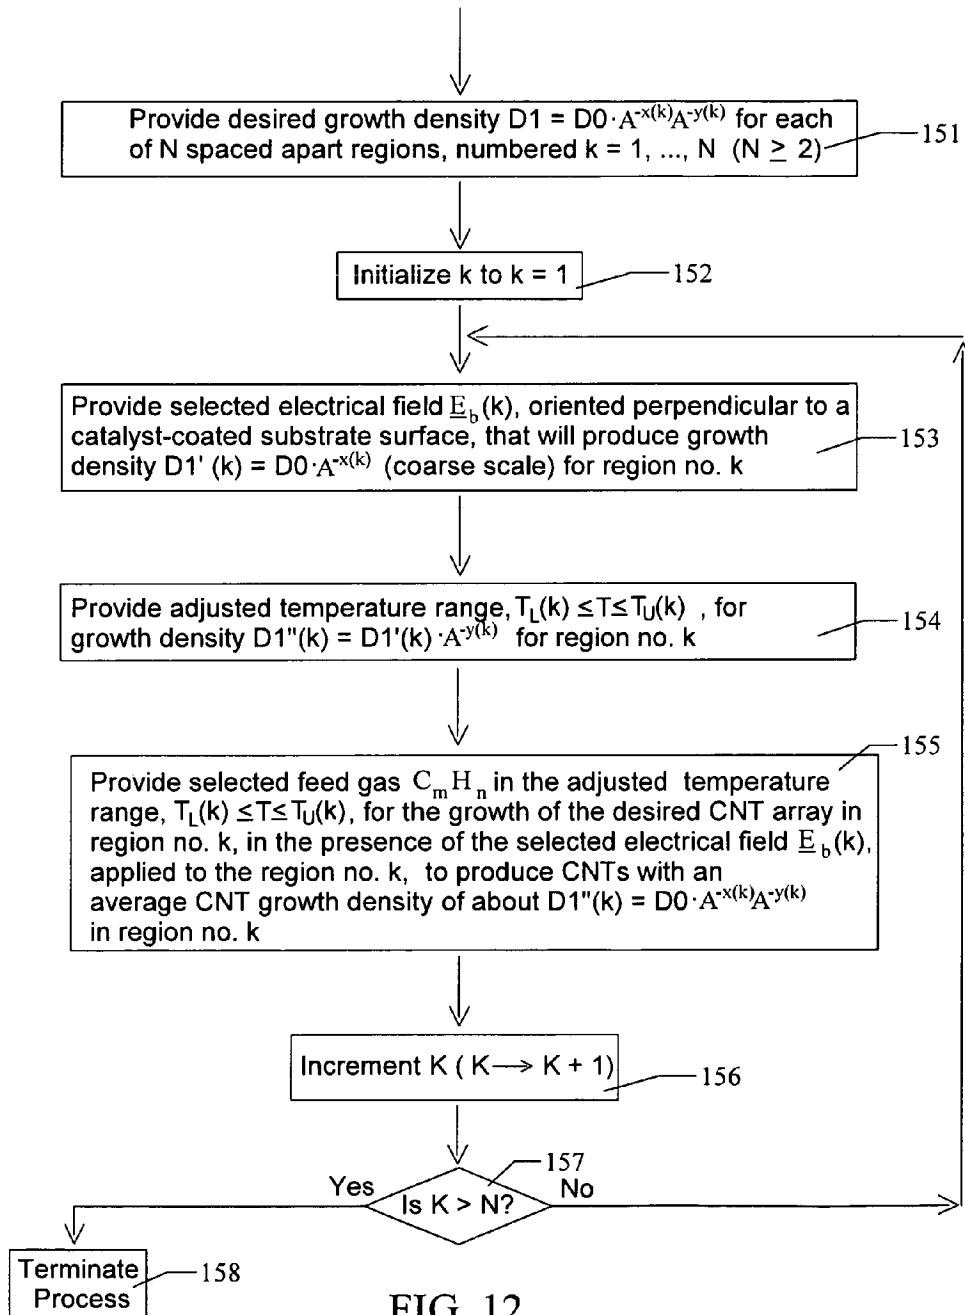 Provide desired growth density D1 = D0·A^-x(k)A^-y(k) for each
of N spaced apart regions, numbered k = 1, ..., N (N ≥ 2)
151
Initialize k to k = 1
152
Provide selected electrical field E_b(k), oriented perpendicular to a
catalyst-coated substrate surface, that will produce growth
density D1' (k) = D0·A^-x(k) (coarse scale) for region no. k
153
Provide adjusted temperature range, T_L(k) ≤T≤ T_U(k) , for
growth density D1"(k) = D1'(k)·A^-y(k) for region no. k
154
155
Provide selected feed gas C_mH_n in the adjusted temperature
range, T_L(k) ≤T≤ T_U(k), for the growth of the desired CNT array in
region no. k, in the presence of the selected electrical field E_b(k),
applied to the region no. k, to produce CNTs with an
average CNT growth density of about D1"(k) = D0·A^-x(k)A^-y(k)
in region no. k
Increment K ( K→ K + 1)
156
157
Yes
Is K > N?
No
Terminate
Process
158
FIG. 12